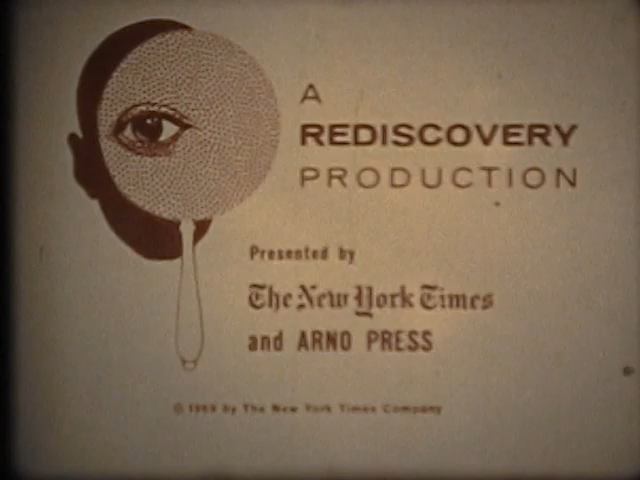 A
REDISCOVERY
PRODUCTION
Presented by
The New York Times
and ARNO PRESS
© 1969 by The New York Times Company